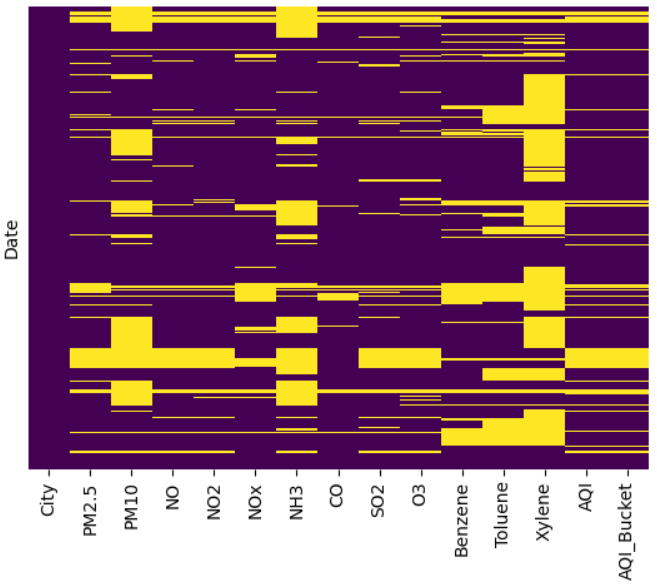 Date
City
PM2.5
PM10
NO
NO2
NOx
NH3
CO
SO2
O3
Benzene
Toluene
Xylene
AQI
AQI_Bucket